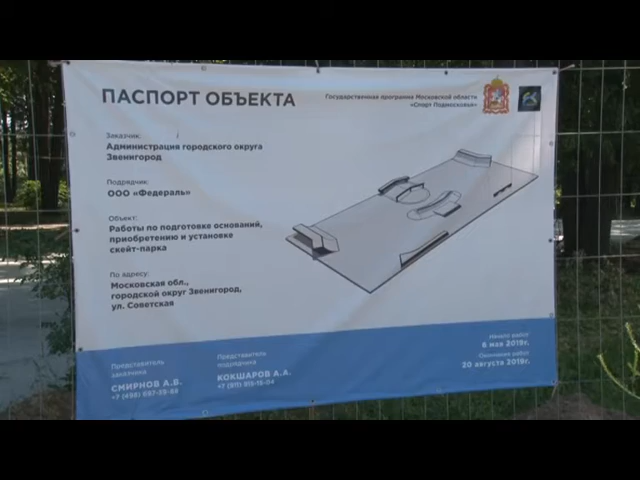 ПАСПОРТ ОБЪЕКТА
Государственная программа Московской области
«Спорт Подмосковья»
Заказчик:
Администрация городского округа
Звенигород
Подрядчик:
ООО «Федераль»
Объект:
Работы по подготовке оснований,
приобретению и установке
скейт-парка
По адресу:
Московская обл.,
городской округ Звенигород,
ул. Советская
Начало работ:
6 мая 2019г.
Окончание работ:
20 августа 2019г.
Представитель
заказчика
СМИРНОВ А.В.
Представитель
подрядчика
КОКШАРОВ А.А.